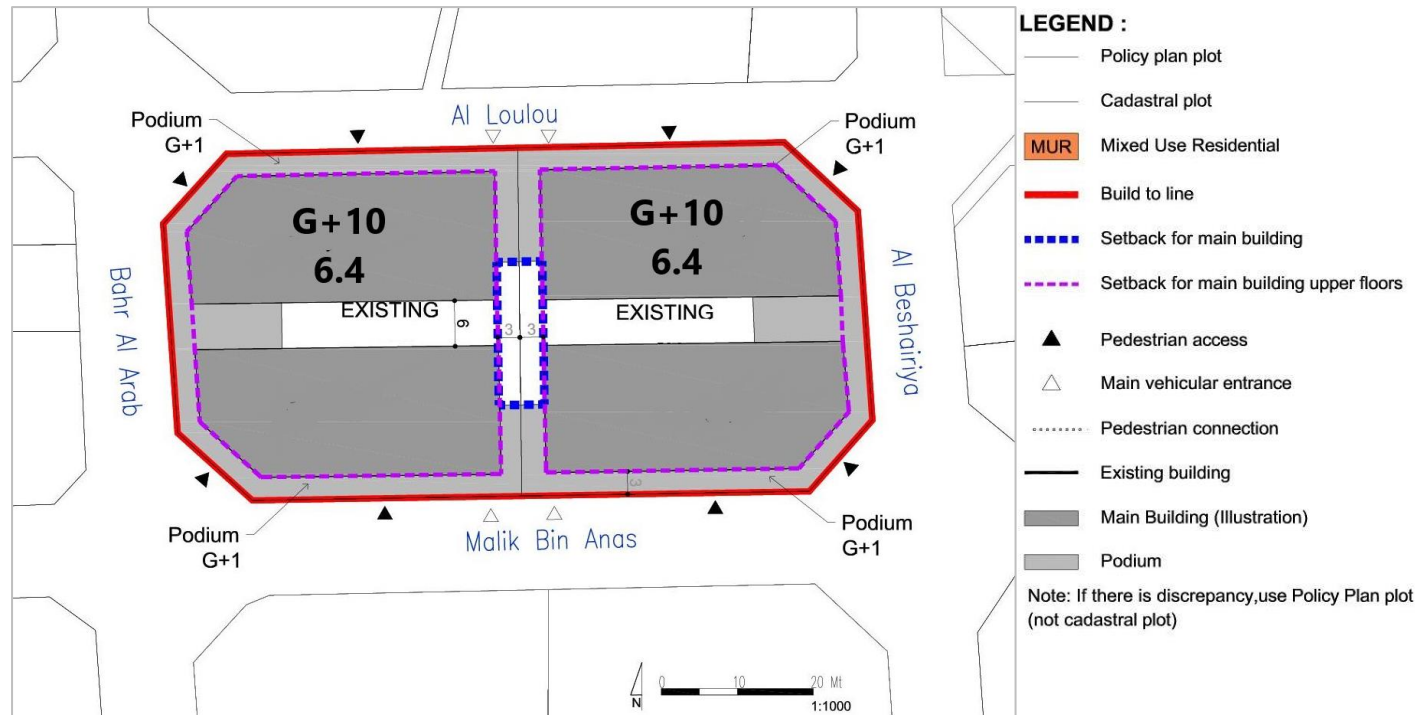 Al Loulou
Podium
G+1
Podium
G+1
G+10
6.4
G+10
6.4
EXISTING
EXISTING
6
3
3
Bahr Al Arab
Al Beshairiya
3
Podium
G+1
Podium
G+1
Malik Bin Anas
N
0 10 20 Mt
1:1000
LEGEND :
Policy plan plot
Cadastral plot
MUR Mixed Use Residential
Build to line
Setback for main building
Setback for main building upper floors
Pedestrian access
Main vehicular entrance
Pedestrian connection
Existing building
Main Building (Illustration)
Podium
Note: If there is discrepancy,use Policy Plan plot
(not cadastral plot)